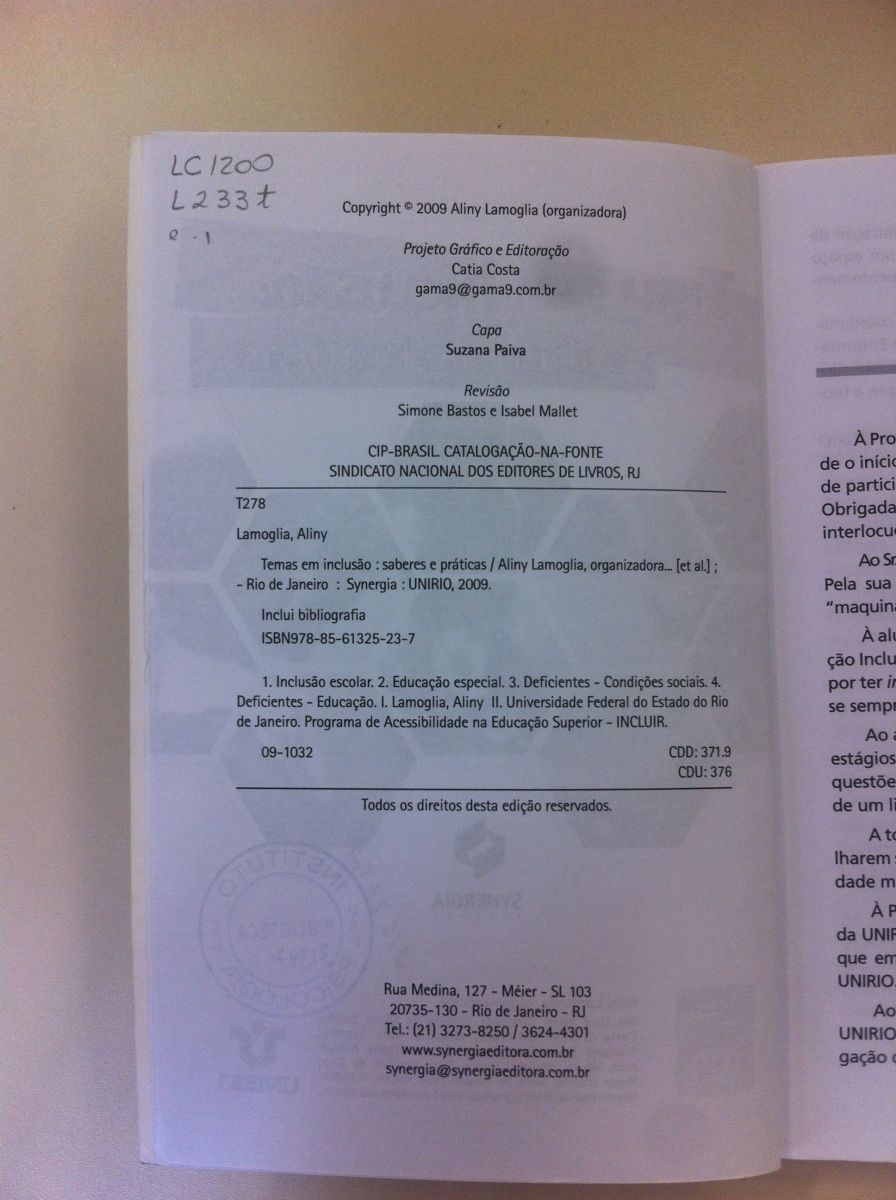 LC1200
L233t
e.1
Copyright © 2009 Aliny Lamoglia (organizadora)
Projeto Gráfico e Editoração
Catia Costa
gama9@gama9.com.br
Capa
Suzana Paiva
Revisão
Simone Bastos e Isabel Mallet
CIP-BRASIL. CATALOGAÇÃO-NA-FONTE
SINDICATO NACIONAL DOS EDITORES DE LIVROS, RJ
T278
Lamoglia, Aliny
Temas em inclusão : saberes e práticas / Aliny Lamoglia, organizadora... [et al.] ;
– Rio de Janeiro : Synergia : UNIRIO, 2009.
Inclui bibliografia
ISBN978-85-61325-23-7
1. Inclusão escolar. 2. Educação especial. 3. Deficientes - Condições sociais. 4.
Deficientes - Educação. I. Lamoglia, Aliny II. Universidade Federal do Estado do Rio
de Janeiro. Programa de Acessibilidade na Educação Superior - INCLUIR.
09-1032 CDD: 371.9
CDU: 376
Todos os direitos desta edição reservados.
SYNERGIA
INSTITUTO
BIBLIOTECA
PSICOLOGIA
Rua Medina, 127 - Méier - SL 103
20735-130 - Rio de Janeiro - RJ
Tel.: (21) 3273-8250 / 3624-4301
www.synergiaeditora.com.br
synergia@synergiaeditora.com.br
À Pro
de o iníci
de partici
Obrigada
interlocu
Ao Sr.
Pela sua
"maquina
À alu
ção Inclu
por ter in
se sempr
Ao a
estágios
questõe
de um li
A to
lharem
dade m
À P
da UNIR
que em
UNIRIO.
Ao
UNIRIO
gação